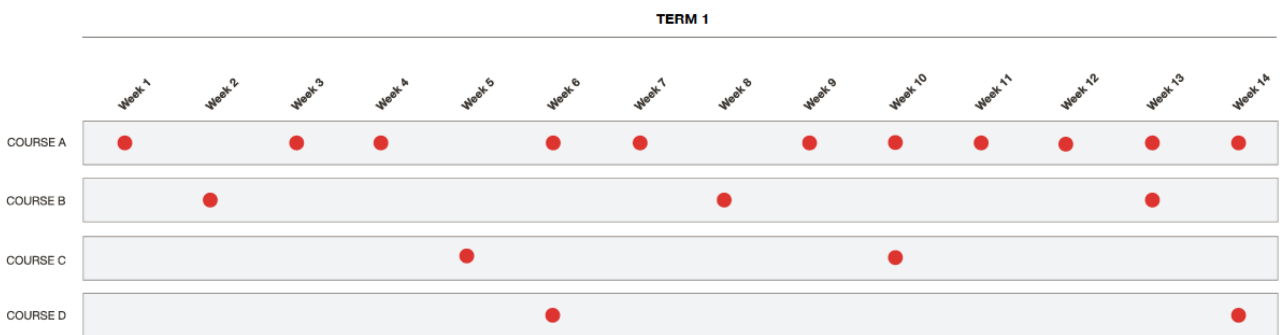 TERM 1
Week 1 Week 2 Week 3 Week 4 Week 5 Week 6 Week 7 Week 8 Week 9 Week 10 Week 11 Week 12 Week 13 Week 14
COURSE A
COURSE B
COURSE C
COURSE D